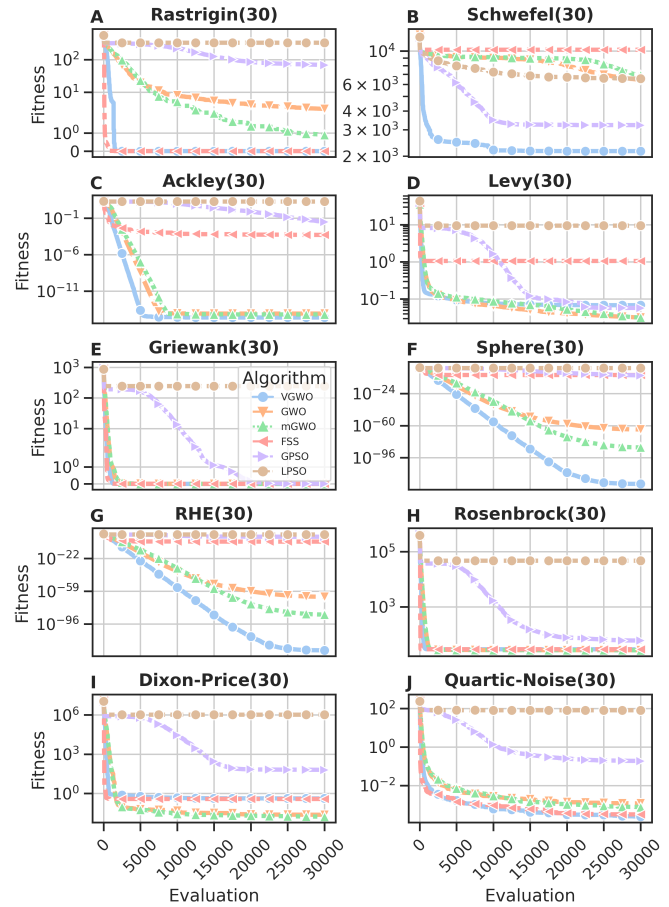 A Rastrigin(30)
B Schwefel(30)
Fitness
10²
10¹
10⁰
0
10⁴
6 × 10³
4 × 10³
3 × 10³
2 × 10³
C Ackley(30)
D Levy(30)
Fitness
10⁻¹
10⁻⁶
10⁻¹¹
10¹
10⁰
10⁻¹
E Griewank(30)
F Sphere(30)
Fitness
10³
10²
10¹
10⁰
0
Algorithm
VGWO
GWO
mGWO
FSS
GPSO
LPSO
10⁻²⁴
10⁻⁶⁰
10⁻⁹⁶
G RHE(30)
H Rosenbrock(30)
Fitness
10⁻²²
10⁻⁵⁹
10⁻⁹⁶
10⁵
10³
I Dixon-Price(30)
J Quartic-Noise(30)
Fitness
10⁶
10³
10⁰
10²
10⁰
10⁻²
0 5000 10000 15000 20000 25000 30000
0 5000 10000 15000 20000 25000 30000
Evaluation
Evaluation